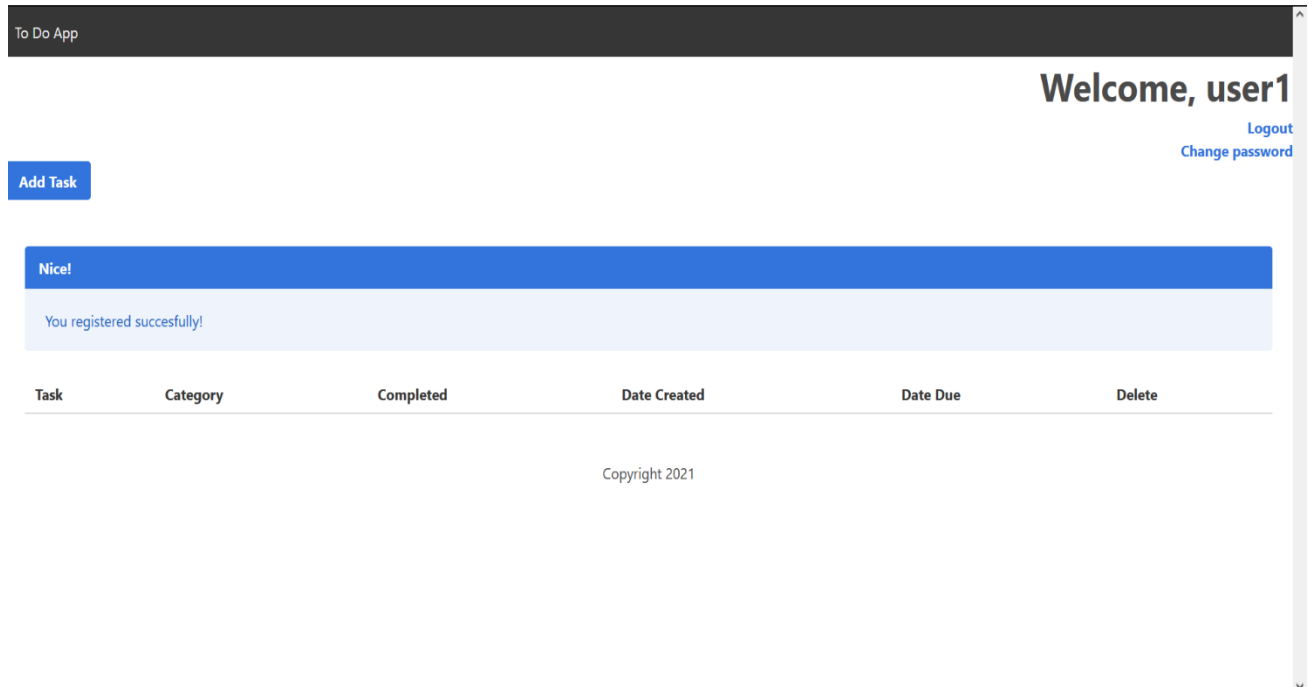 To Do App
Welcome, user1
Logout
Change password
Add Task
Nice!
You registered succesfully!
Task Category Completed Date Created Date Due Delete
Copyright 2021